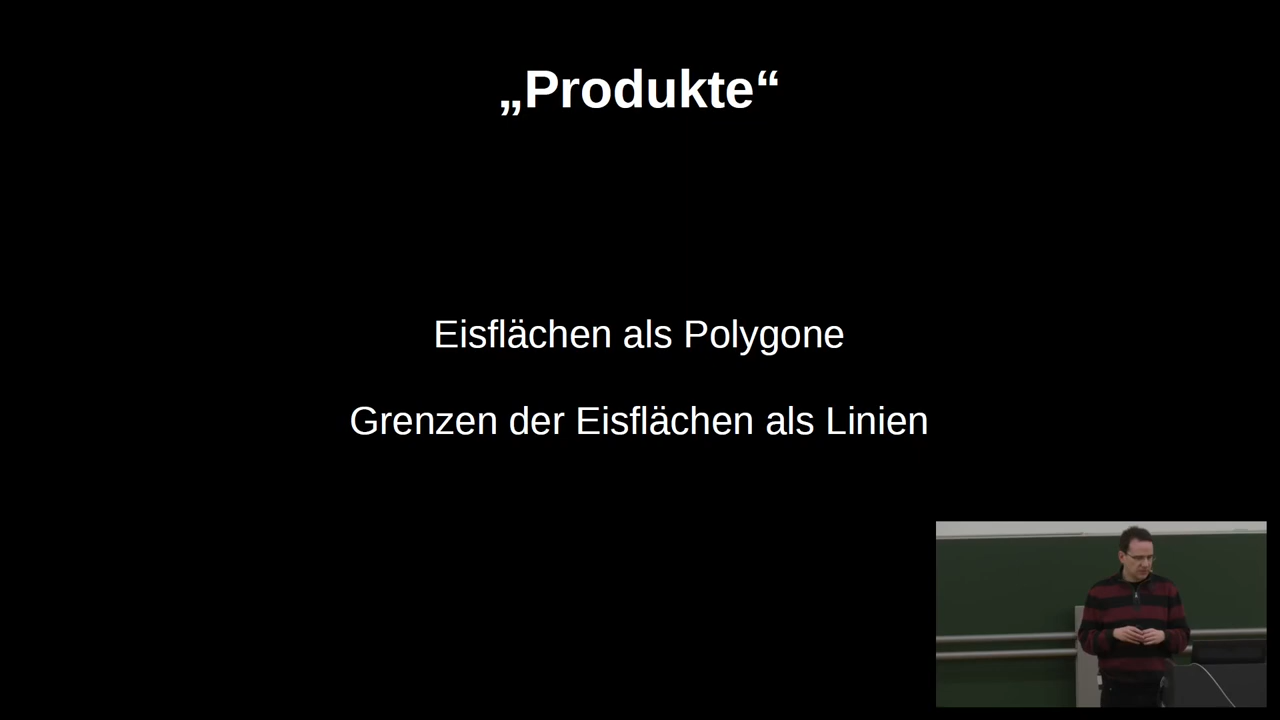 „Produkte“
Eisflächen als Polygone
Grenzen der Eisflächen als Linien